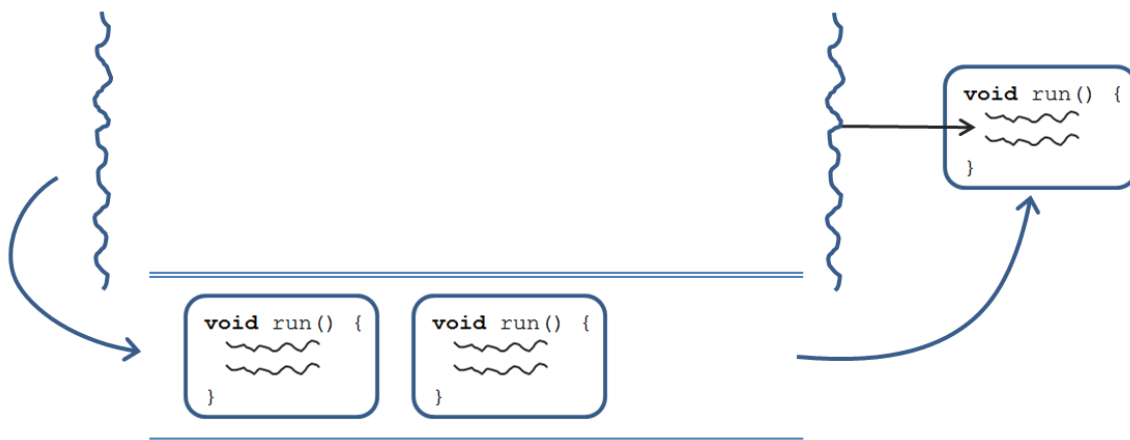 void run() {
}
void run() {
}
void run() {
}